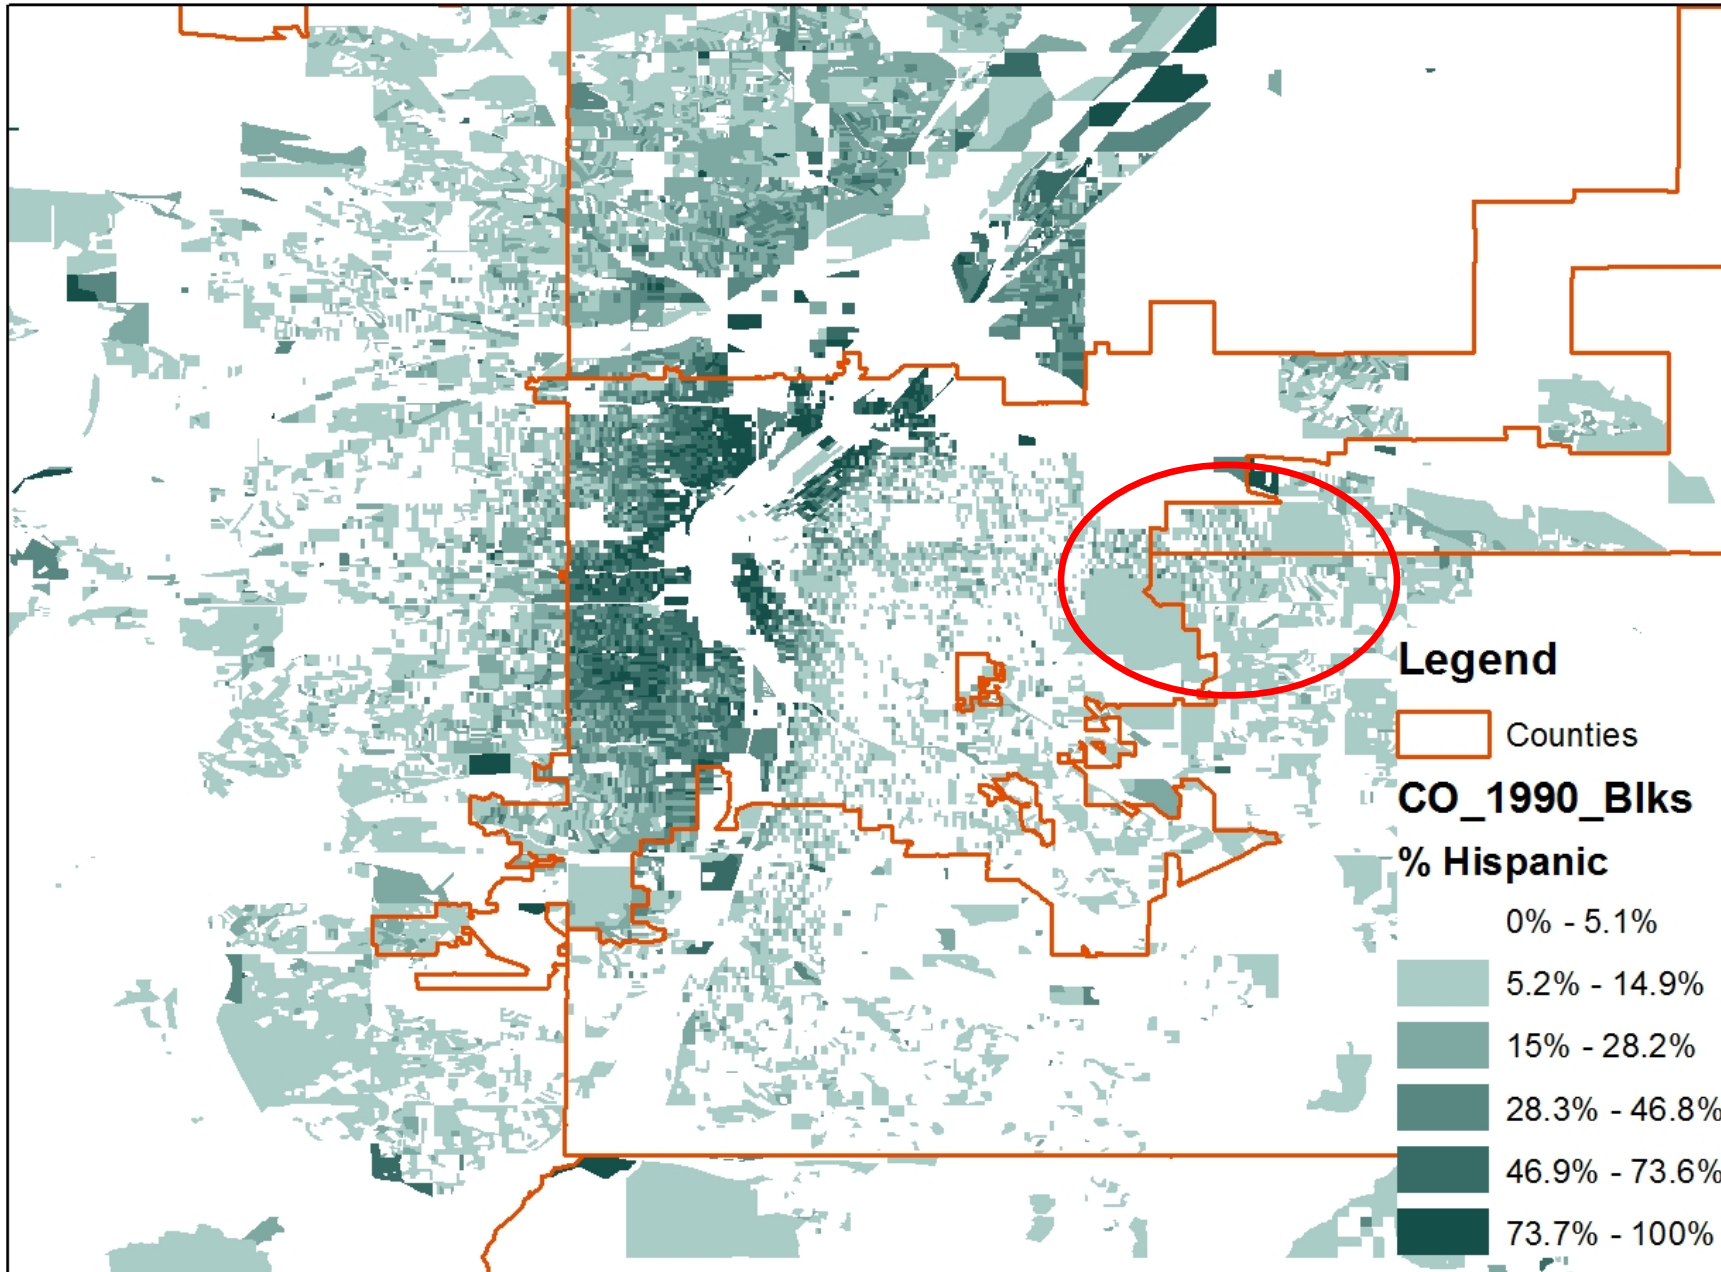 Legend
Counties
CO_1990_Blks
% Hispanic
0% - 5.1%
5.2% - 14.9%
15% - 28.2%
28.3% - 46.8%
46.9% - 73.6%
73.7% - 100%